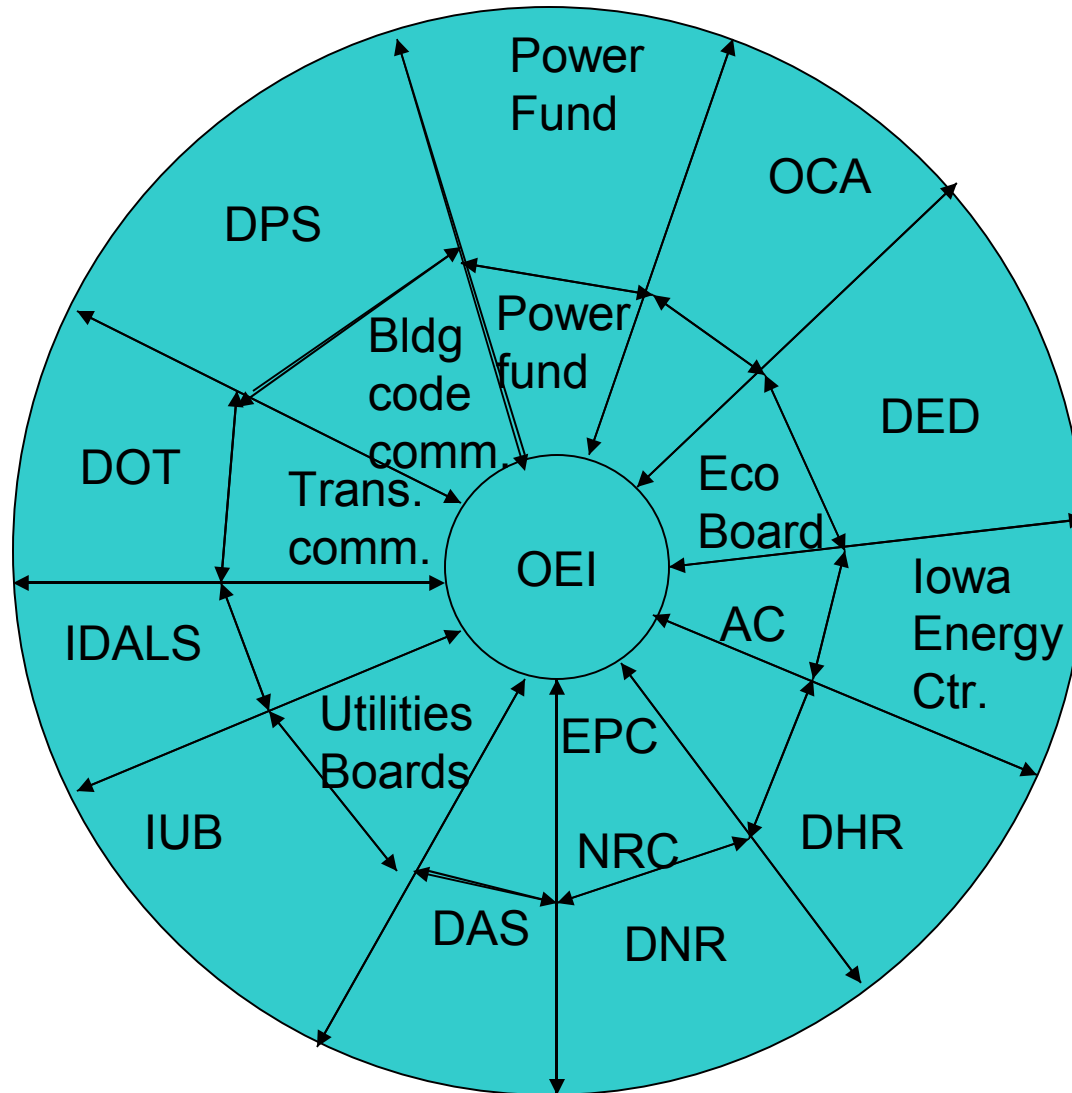 Power
Fund
OCA
DPS
Power
fund
Bldg
code
comm.
DED
DOT
Trans.
comm.
Eco
Board
OEI
Iowa
Energy
Ctr.
AC
IDALS
Utilities
Boards
EPC
IUB
NRC
DHR
DAS
DNR